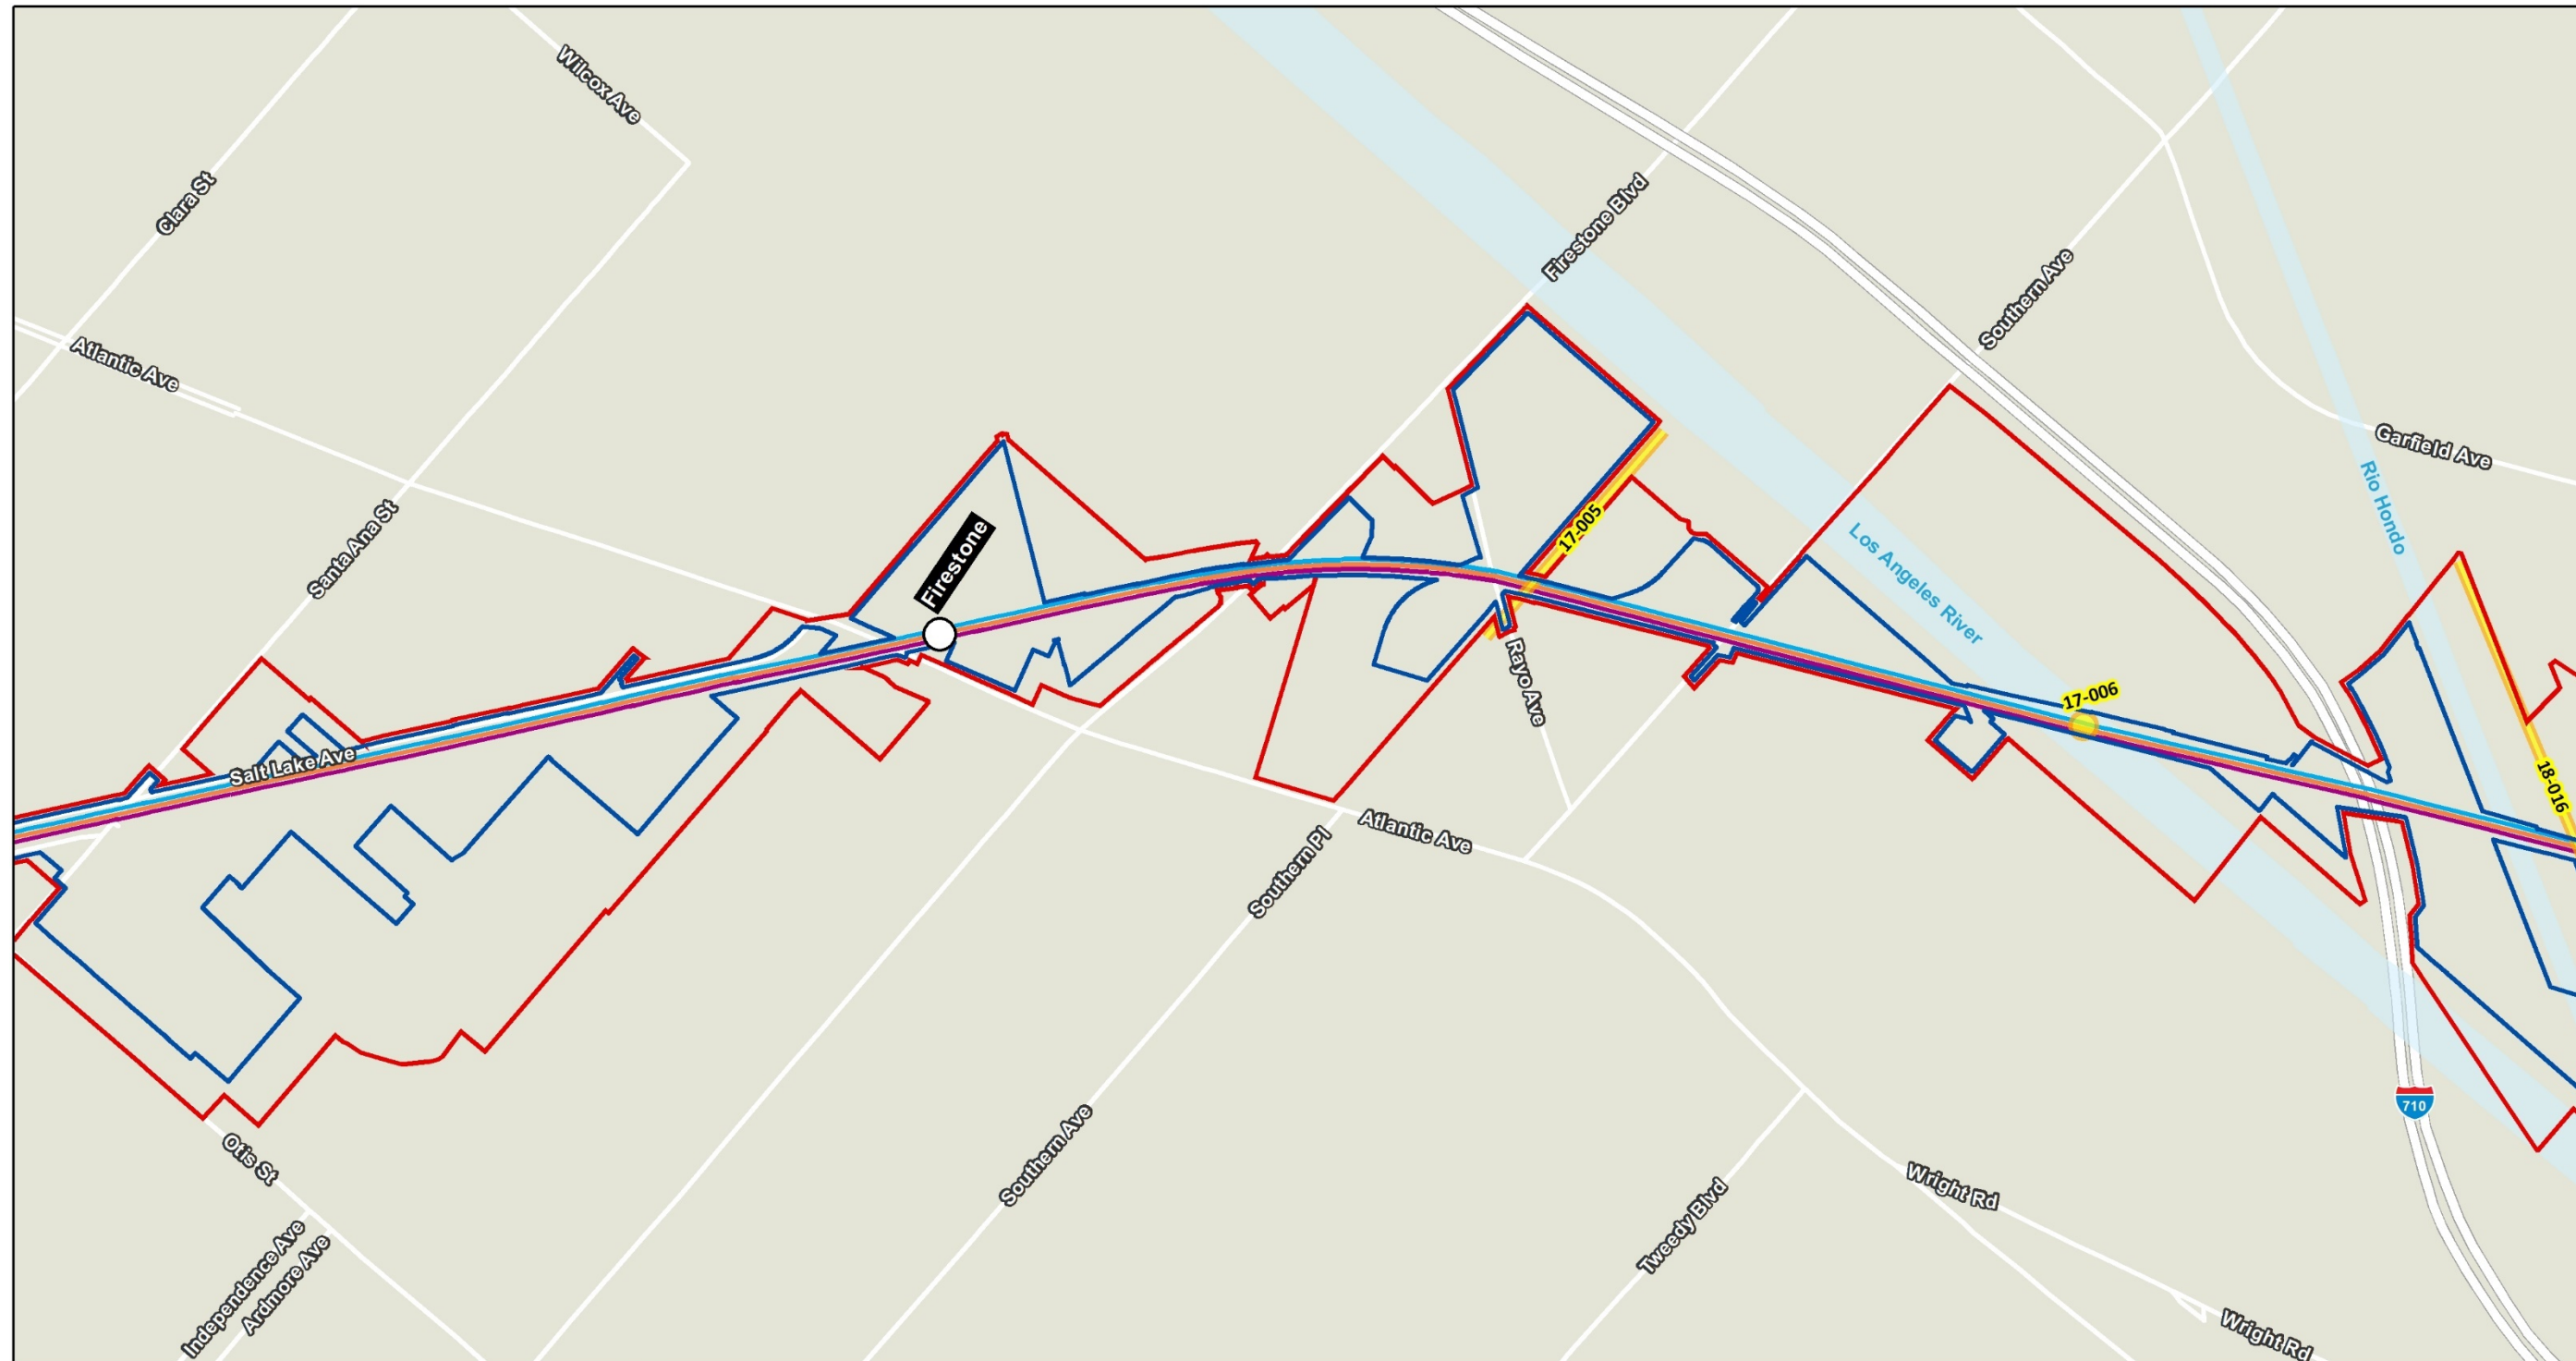 Wilcox Ave
Clara St
Firestone Blvd
Southern Ave
Atlantic Ave
Garfield Ave
Rio Hondo
Santa Ana St
Firestone
17-005
Los Angeles River
Rayo Ave
17-006
Salt Lake Ave
18-016
Atlantic Ave
Southern Pl
710
Otis St
Southern Ave
Wright Rd
Tweedy Blvd
Independence Ave
Ardmore Ave
Wright Rd